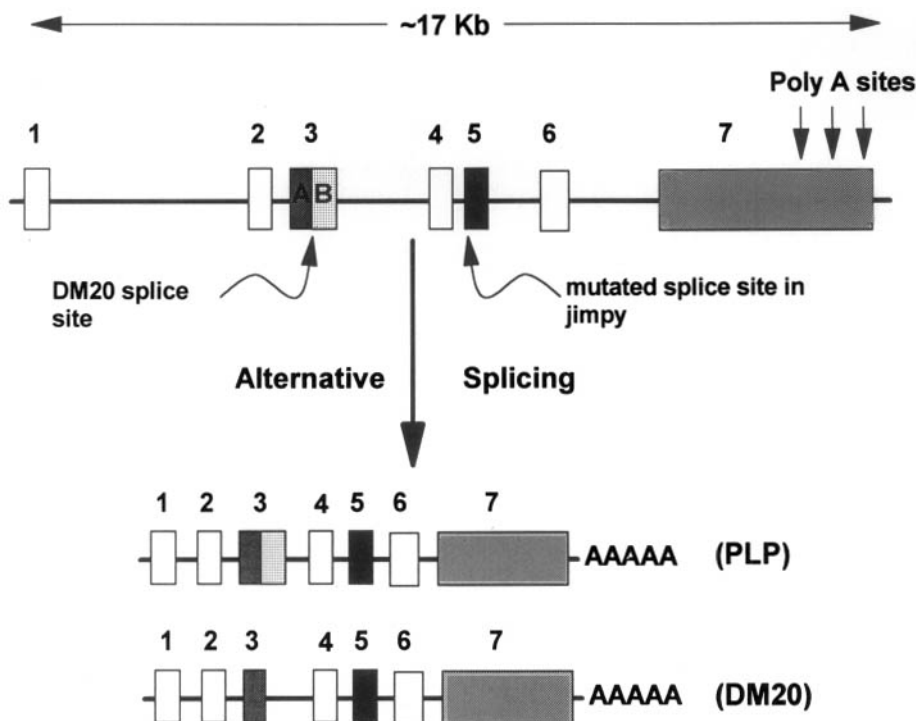 ~17 Kb
Poly A sites
1 2 3 4 5 6 7
A B
DM20 splice
site
mutated splice site in
jimpy
Alternative Splicing
1 2 3 4 5 6 7
AAAAA (PLP)
1 2 3 4 5 6 7
AAAAA (DM20)